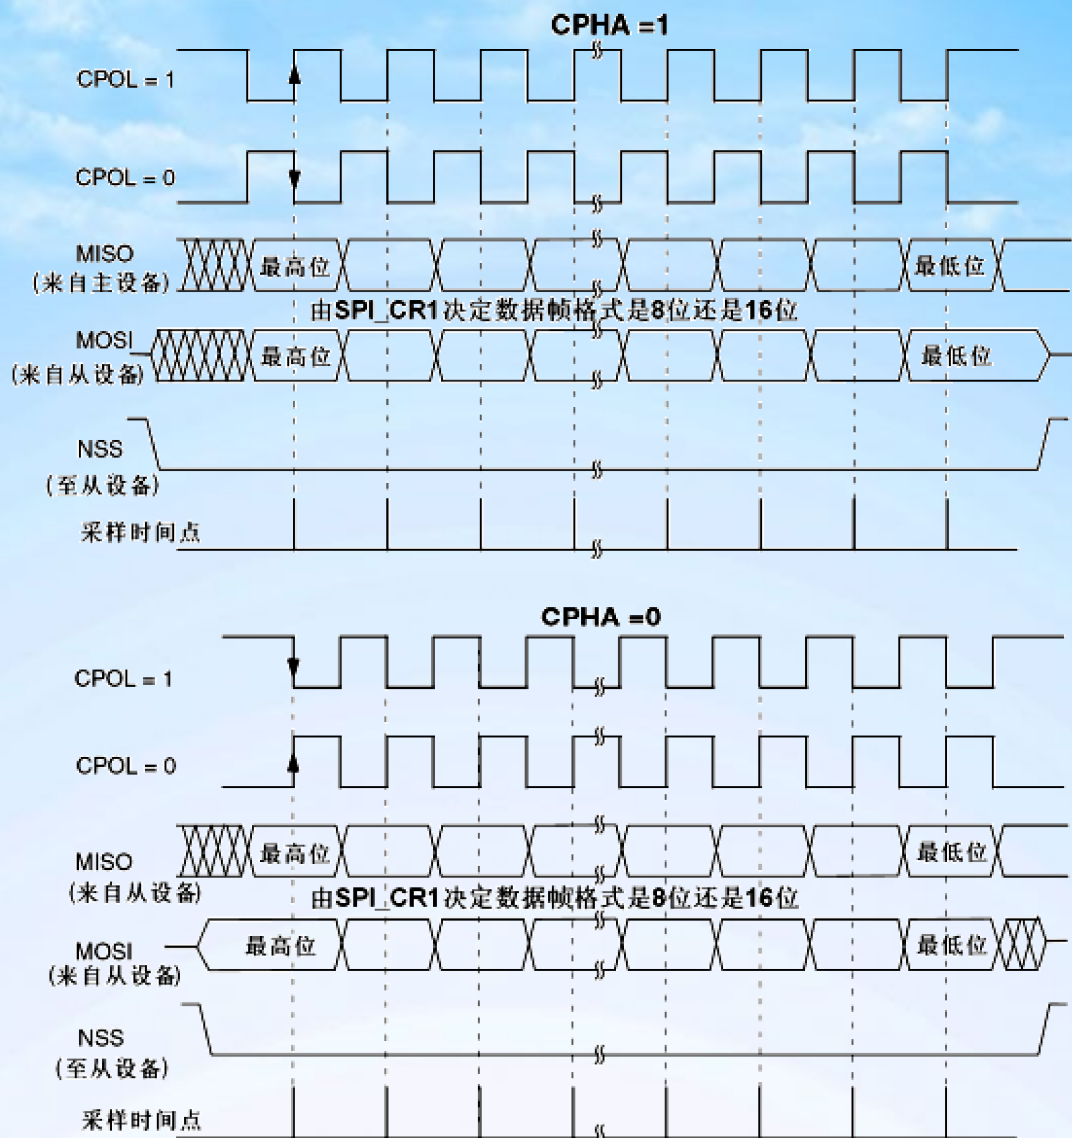 CPHA =1
CPOL = 1
CPOL = 0
MISO
(来自主设备)
最高位
最低位
由SPI_CR1决定数据帧格式是8位还是16位
MOSI
(来自从设备)
最高位
最低位
NSS
(至从设备)
采样时间点
CPHA =0
CPOL = 1
CPOL = 0
MISO
(来自从设备)
最高位
最低位
由SPI_CR1决定数据帧格式是8位还是16位
MOSI
(来自从设备)
最高位
最低位
NSS
(至从设备)
采样时间点